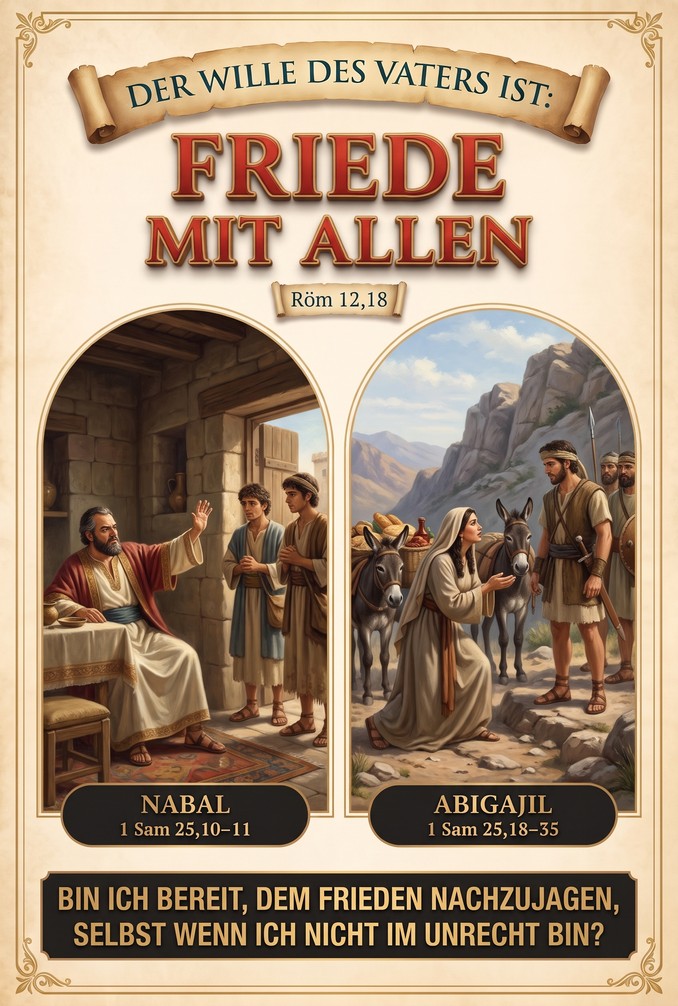 DER WILLE DES VATERS IST:
FRIEDE
MIT ALLEN
Röm 12,18
NABAL
1 Sam 25,10–11
ABIGAJIL
1 Sam 25,18–35
BIN ICH BEREIT, DEM FRIEDEN NACHZUJAGEN,
SELBST WENN ICH NICHT IM UNRECHT BIN?